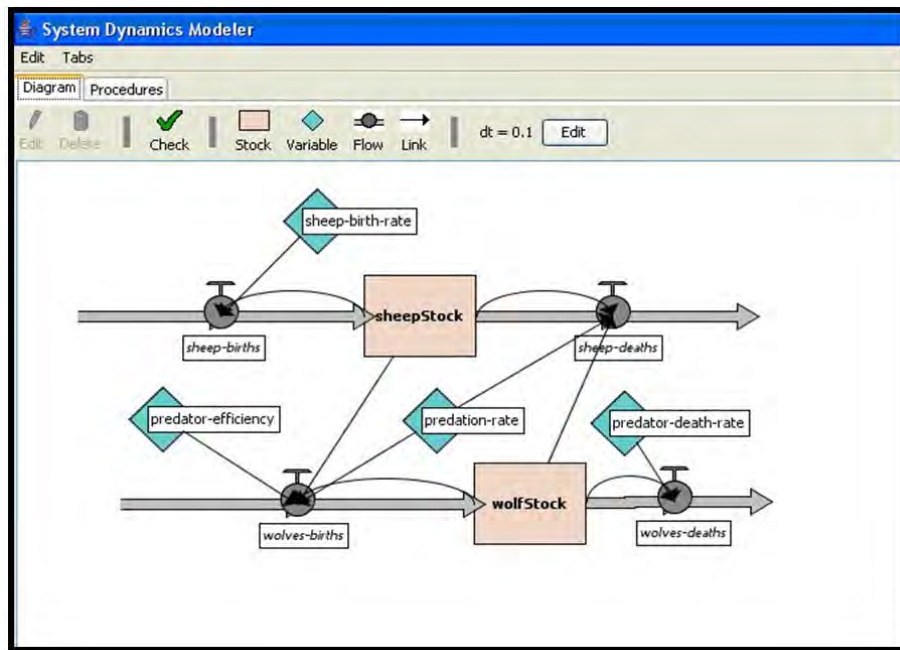 System Dynamics Modeler
Edit Tabs
Diagram Procedures
Edit Delete Check Stock Variable Flow Link dt = 0.1 Edit
sheep-birth-rate
sheepStock
sheep-births sheep-deaths
predator-efficiency predation-rate predator-death-rate
wolfStock
wolves-births wolves-deaths